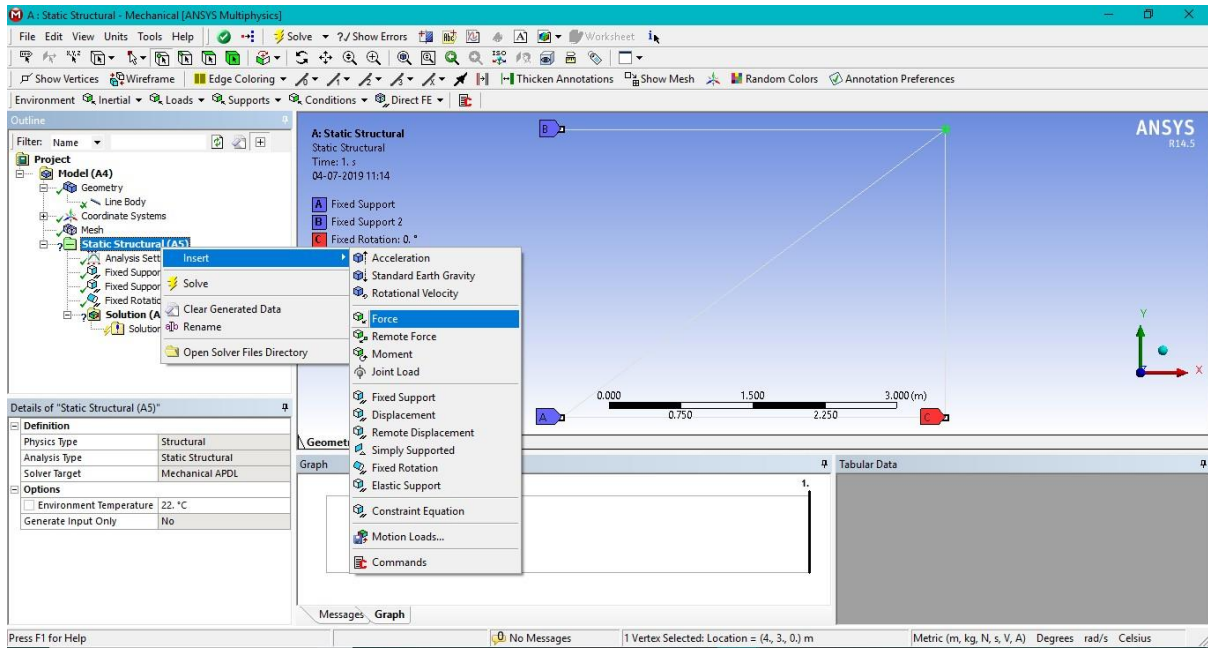 A : Static Structural - Mechanical [ANSYS Multiphysics]
File Edit View Units Tools Help Solve ?/ Show Errors Worksheet
Show Vertices Wireframe Edge Coloring Thicken Annotations Show Mesh Random Colors Annotation Preferences
Environment Inertial Loads Supports Conditions Direct FE
Outline
Filter: Name
Project
Model (A4)
Geometry
Line Body
Coordinate Systems
Mesh
Static Structural (A5)
Analysis Sett
Fixed Suppor
Fixed Suppor
Fixed Rotatio
Solution (A
Solution
Insert
Solve
Clear Generated Data
Rename
Open Solver Files Directory
Acceleration
Standard Earth Gravity
Rotational Velocity
Force
Remote Force
Moment
Joint Load
Fixed Support
Displacement
Remote Displacement
Simply Supported
Fixed Rotation
Elastic Support
Constraint Equation
Motion Loads...
Commands
A: Static Structural
Static Structural
Time: 1. s
04-07-2019 11:14
A Fixed Support
B Fixed Support 2
C Fixed Rotation: 0. °
B
ANSYS
R14.5
Y
X
A
C
0.000 1.500 3.000 (m)
0.750 2.250
Details of "Static Structural (A5)"
Definition
Physics Type Structural
Analysis Type Static Structural
Solver Target Mechanical APDL
Options
Environment Temperature 22. °C
Generate Input Only No
Geomet
Graph
1.
Messages Graph
Tabular Data
Press F1 for Help No Messages 1 Vertex Selected: Location = (4., 3., 0.) m Metric (m, kg, N, s, V, A) Degrees rad/s Celsius